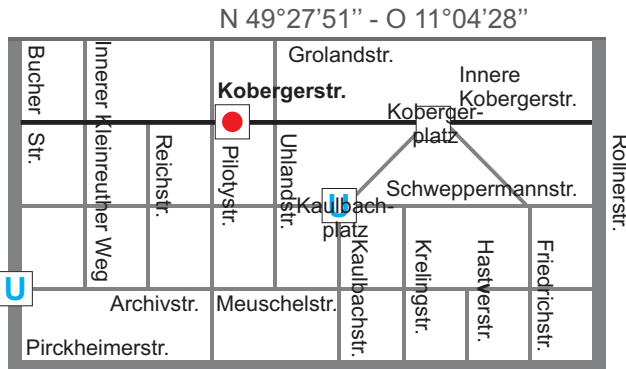 N 49°27’51’’ - O 11°04’28’’
Grolandstr.
Bucher Str.
Innerer Kleinreuther Weg
Kobergerstr.
Innere
Kobergerstr.
Koberger-
platz
Reichstr.
Pilotystr.
Uhlandstr.
Rollnerstr.
Schweppermannstr.
U
Kaulbach-
platz
Kaulbachstr.
Krelingstr.
Hastverstr.
Friedrichstr.
U
Archivstr.
Meuschelstr.
Pirckheimerstr.